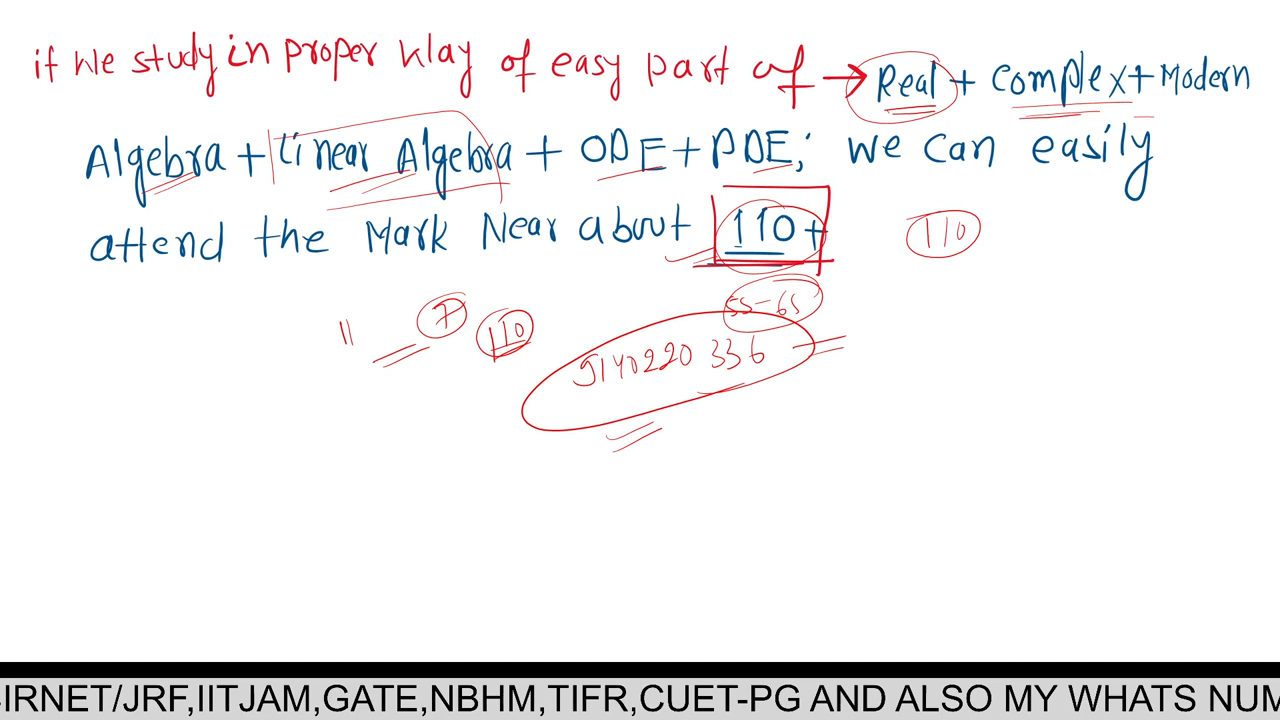 if We study in proper Way of easy part of → Real + Complex + Modern
Algebra + Linear Algebra + ODE + PDE; we can easily
attend the Mark Near about 110+ 110
55-65
" 7 110
9140220 336
IRNET/JRF,IITJAM,GATE,NBHM,TIFR,CUET-PG AND ALSO MY WHATS NUM